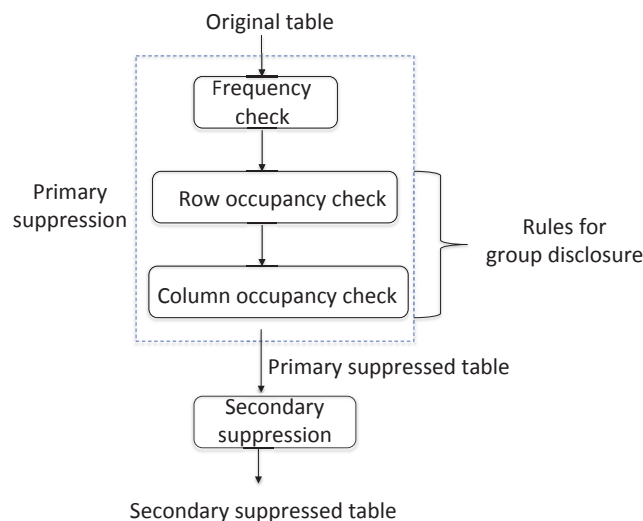 Original table
Frequency
check
Row occupancy check
Primary
suppression
Rules for
group disclosure
Column occupancy check
Primary suppressed table
Secondary
suppression
Secondary suppressed table